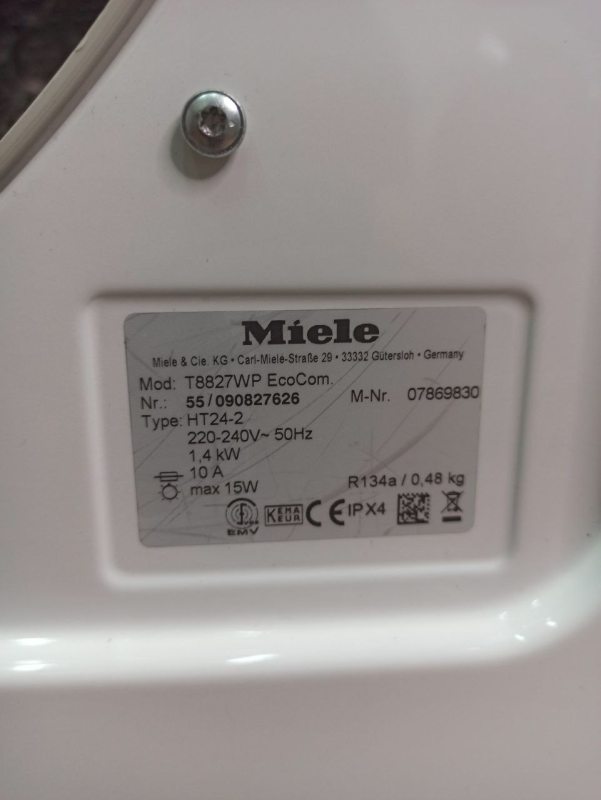 Miele
Miele & Cie. KG • Carl-Miele-Straße 29 • 33332 Gütersloh • Germany
Mod: T8827WP EcoCom.
Nr.: 55/090827626 M-Nr. 07869830
Type: HT24-2
220-240V~ 50Hz
1,4 kW
10 A
max 15W R134a / 0,48 kg
EMV KEMA KEUR CE IPX4